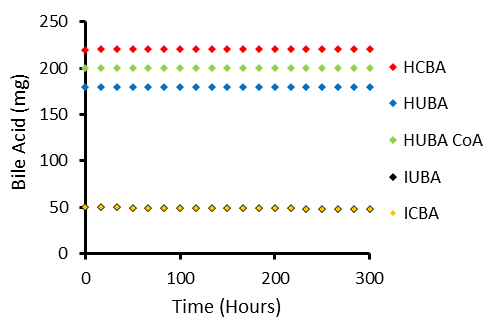 250
200
150
100
50
0
Bile Acid (mg)
0 100 200 300
Time (Hours)
HCBA
HUBA
HUBA CoA
IUBA
ICBA